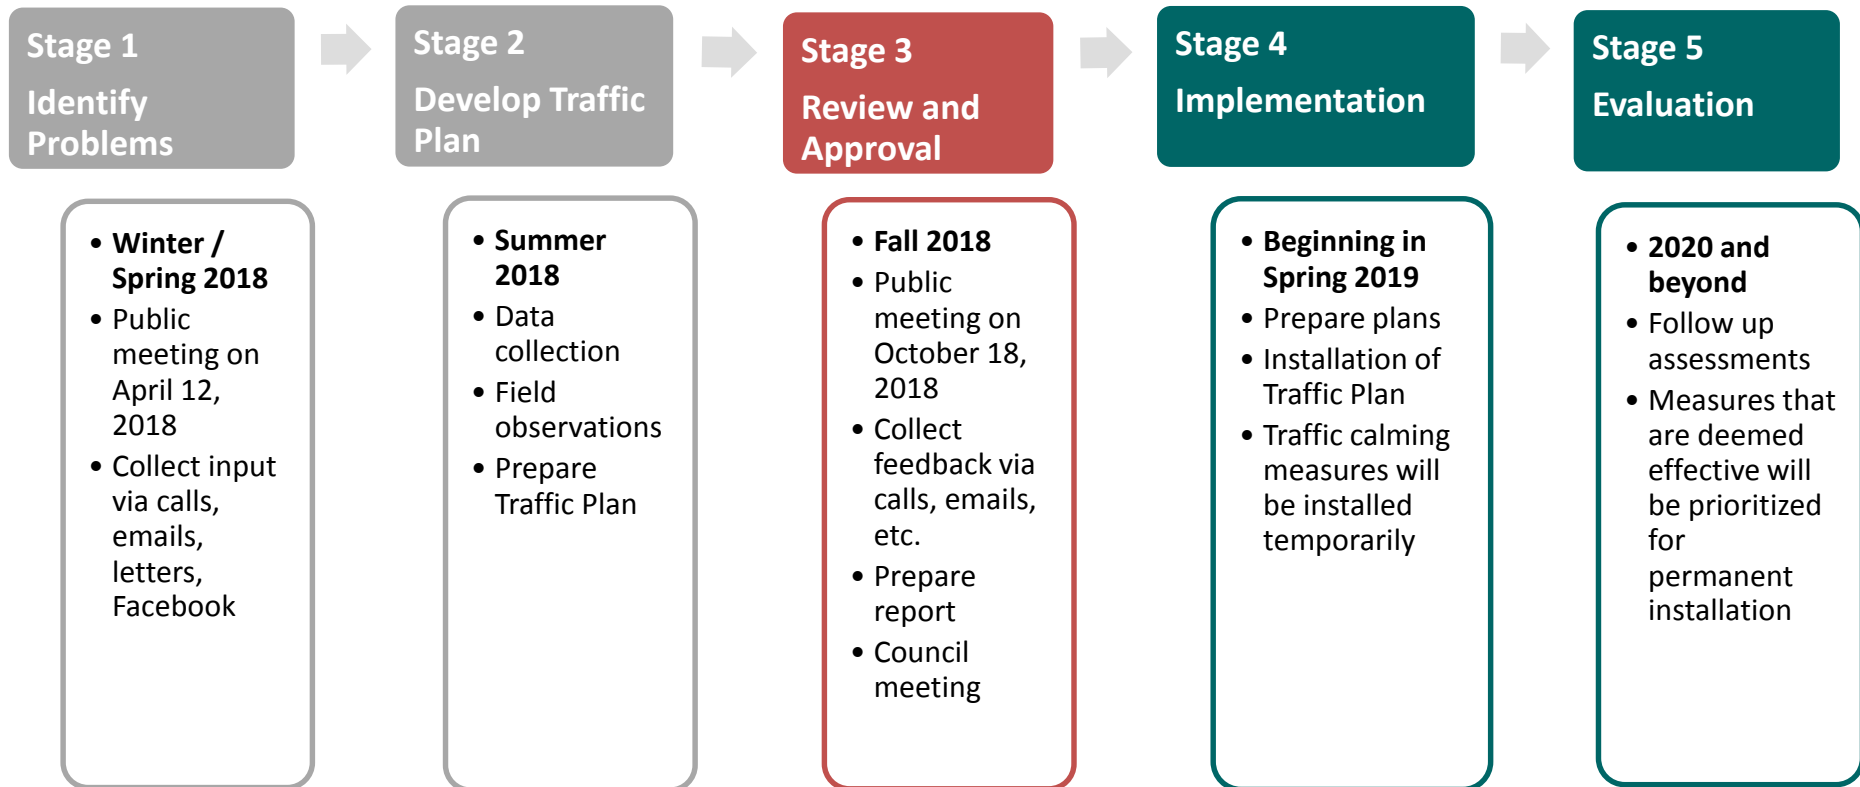 Stage 1
Identify
Problems
• Winter /
Spring 2018
• Public
meeting on
April 12,
2018
• Collect input
via calls,
emails,
letters,
Facebook
Stage 2
Develop Traffic
Plan
• Summer
2018
• Data
collection
• Field
observations
• Prepare
Traffic Plan
Stage 3
Review and
Approval
• Fall 2018
• Public
meeting on
October 18,
2018
• Collect
feedback via
calls, emails,
etc.
• Prepare
report
• Council
meeting
Stage 4
Implementation
• Beginning in
Spring 2019
• Prepare plans
• Installation of
Traffic Plan
• Traffic calming
measures will
be installed
temporarily
Stage 5
Evaluation
• 2020 and
beyond
• Follow up
assessments
• Measures that
are deemed
effective will
be prioritized
for
permanent
installation